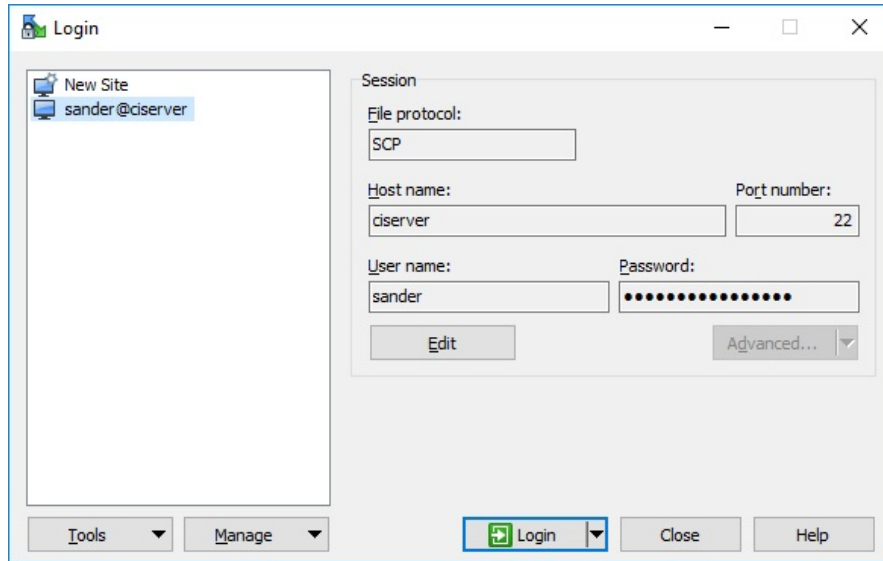 Login
New Site
sander@ciserver
Session
File protocol:
SCP
Host name:
Port number:
ciserver
22
User name:
Password:
sander
••••••••••••••••
Edit
Advanced...
Tools
Manage
Login
Close
Help